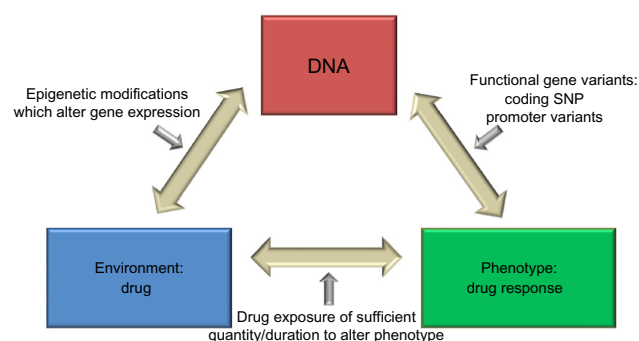 DNA
Epigenetic modifications
which alter gene expression
Functional gene variants:
coding SNP
promoter variants
Environment:
drug
Phenotype:
drug response
Drug exposure of sufficient
quantity/duration to alter phenotype